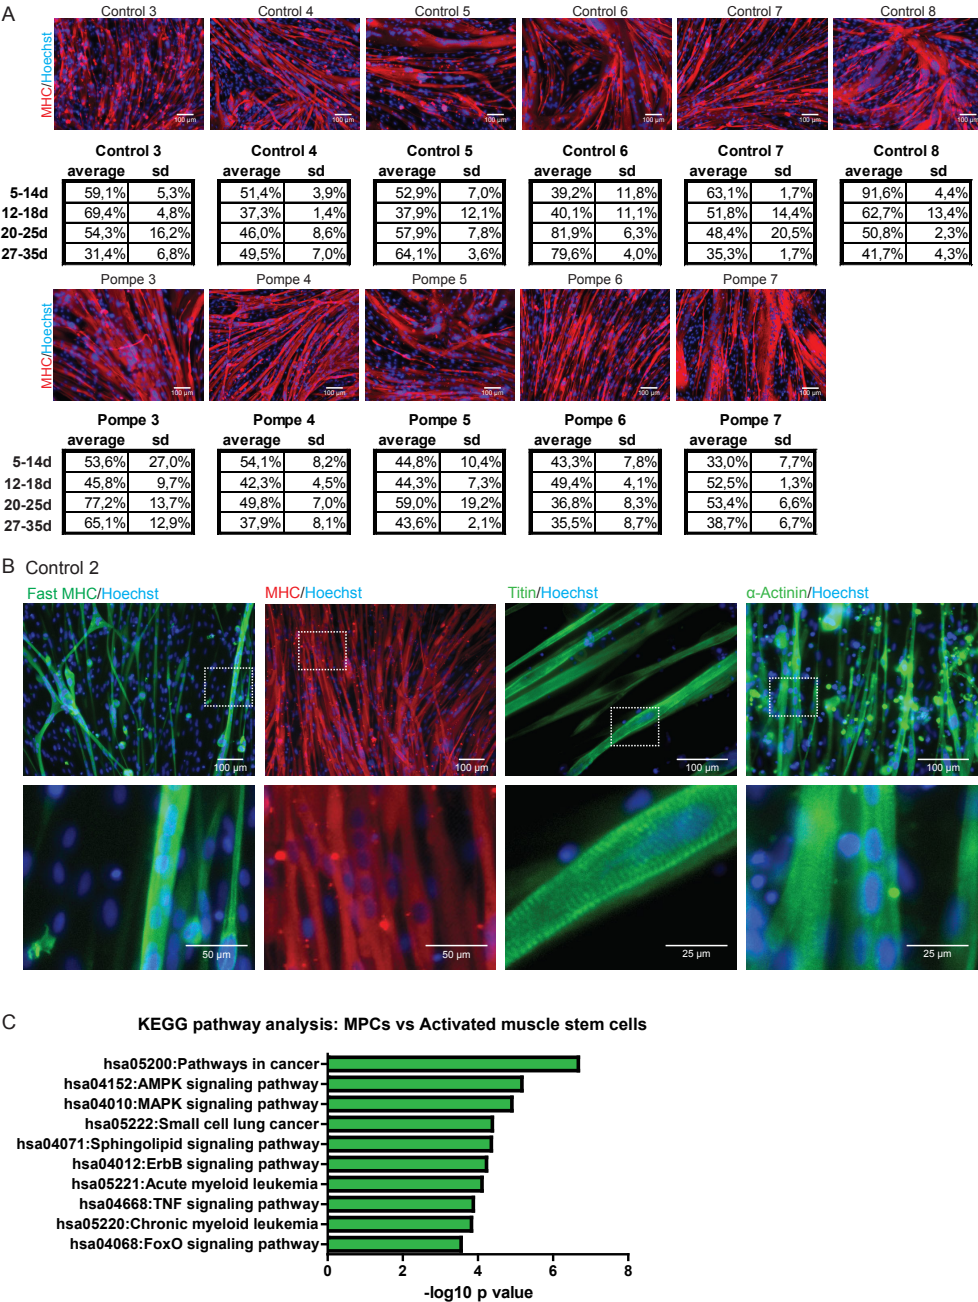 A
Control 3 Control 4 Control 5 Control 6 Control 7 Control 8
MHC/Hoechst
100 µm 100 µm 100 µm 100 µm 100 µm 100 µm
Control 3 Control 4 Control 5 Control 6 Control 7 Control 8
average sd average sd average sd average sd average sd average sd
5-14d 59,1% 5,3% 51,4% 3,9% 52,9% 7,0% 39,2% 11,8% 63,1% 1,7% 91,6% 4,4%
12-18d 69,4% 4,8% 37,3% 1,4% 37,9% 12,1% 40,1% 11,1% 51,8% 14,4% 62,7% 13,4%
20-25d 54,3% 16,2% 46,0% 8,6% 57,9% 7,8% 81,9% 6,3% 48,4% 20,5% 50,8% 2,3%
27-35d 31,4% 6,8% 49,5% 7,0% 64,1% 3,6% 79,6% 4,0% 35,3% 1,7% 41,7% 4,3%
Pompe 3 Pompe 4 Pompe 5 Pompe 6 Pompe 7
MHC/Hoechst
100 µm 100 µm 100 µm 100 µm 100 µm
Pompe 3 Pompe 4 Pompe 5 Pompe 6 Pompe 7
average sd average sd average sd average sd average sd
5-14d 53,6% 27,0% 54,1% 8,2% 44,8% 10,4% 43,3% 7,8% 33,0% 7,7%
12-18d 45,8% 9,7% 42,3% 4,5% 44,3% 7,3% 49,4% 4,1% 52,5% 1,3%
20-25d 77,2% 13,7% 49,8% 7,0% 59,0% 19,2% 36,8% 8,3% 53,4% 6,6%
27-35d 65,1% 12,9% 37,9% 8,1% 43,6% 2,1% 35,5% 8,7% 38,7% 6,7%
B Control 2
Fast MHC/Hoechst MHC/Hoechst Titin/Hoechst α-Actinin/Hoechst
100 µm 100 µm 100 µm 100 µm
50 µm 50 µm 25 µm 25 µm
C
KEGG pathway analysis: MPCs vs Activated muscle stem cells
hsa05200:Pathways in cancer
hsa04152:AMPK signaling pathway
hsa04010:MAPK signaling pathway
hsa05222:Small cell lung cancer
hsa04071:Sphingolipid signaling pathway
hsa04012:ErbB signaling pathway
hsa05221:Acute myeloid leukemia
hsa04668:TNF signaling pathway
hsa05220:Chronic myeloid leukemia
hsa04068:FoxO signaling pathway
0 2 4 6 8
-log10 p value